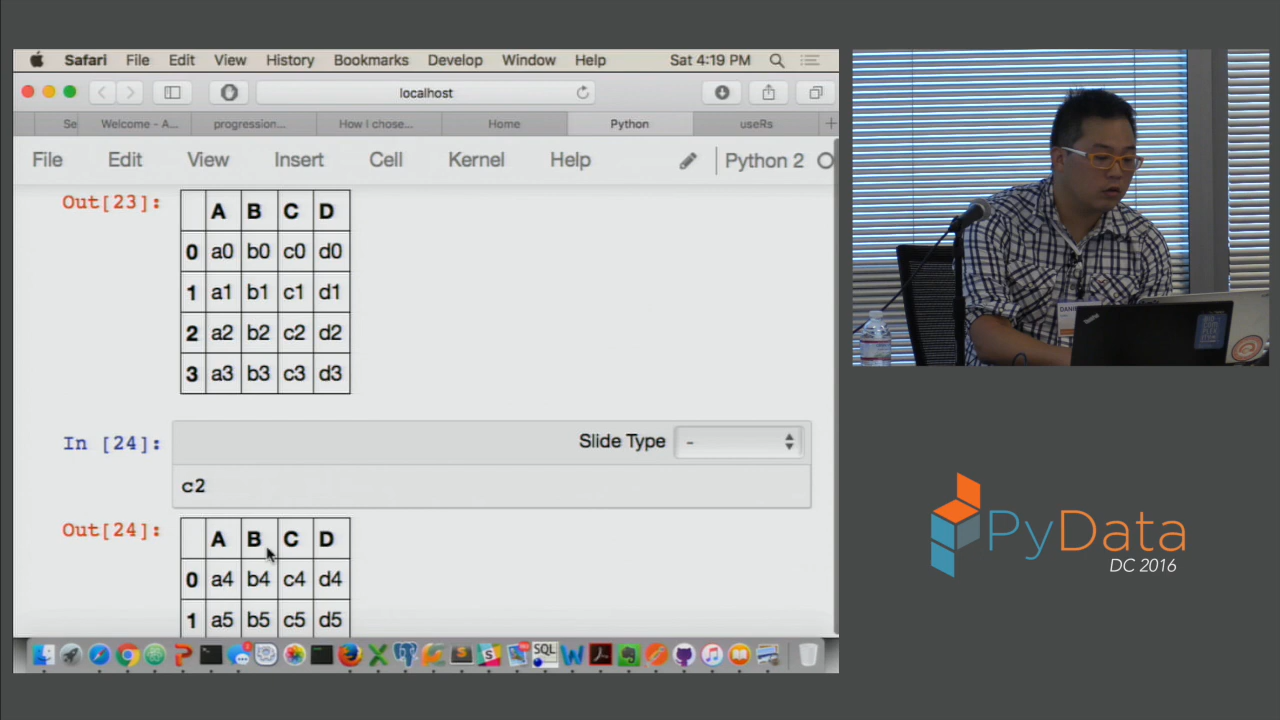 Safari File Edit View History Bookmarks Develop Window Help Sat 4:19 PM
localhost
Se Welcome - A... progression... How I chose... Home Python useRs
File Edit View Insert Cell Kernel Help Python 2
Out[23]:
A B C D
0 a0 b0 c0 d0
1 a1 b1 c1 d1
2 a2 b2 c2 d2
3 a3 b3 c3 d3
In [24]: Slide Type -
c2
Out[24]:
A B C D
0 a4 b4 c4 d4
1 a5 b5 c5 d5
SQL
PyData
DC 2016